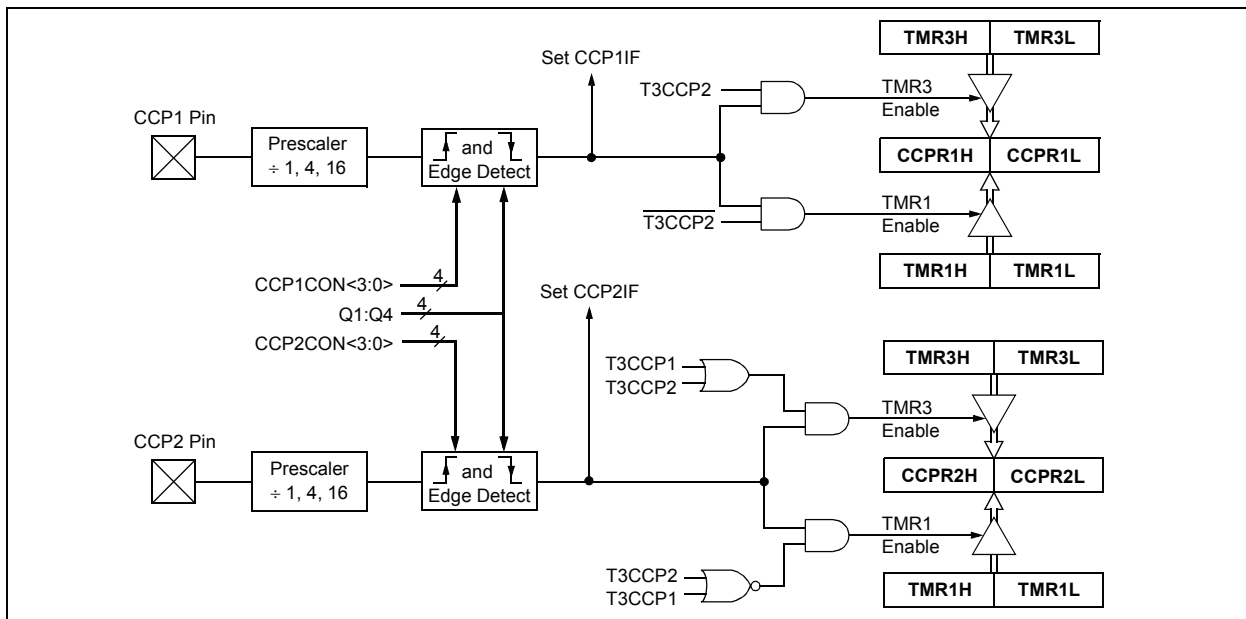 TMR3H TMR3L
Set CCP1IF
T3CCP2
TMR3
Enable
CCP1 Pin
Prescaler
÷ 1, 4, 16
and
Edge Detect
CCPR1H CCPR1L
T3CCP2
TMR1
Enable
TMR1H TMR1L
CCP1CON<3:0> 4
Q1:Q4 4
CCP2CON<3:0> 4
Set CCP2IF
TMR3H TMR3L
T3CCP1
T3CCP2
TMR3
Enable
CCP2 Pin
Prescaler
÷ 1, 4, 16
and
Edge Detect
CCPR2H CCPR2L
TMR1
Enable
T3CCP2
T3CCP1
TMR1H TMR1L